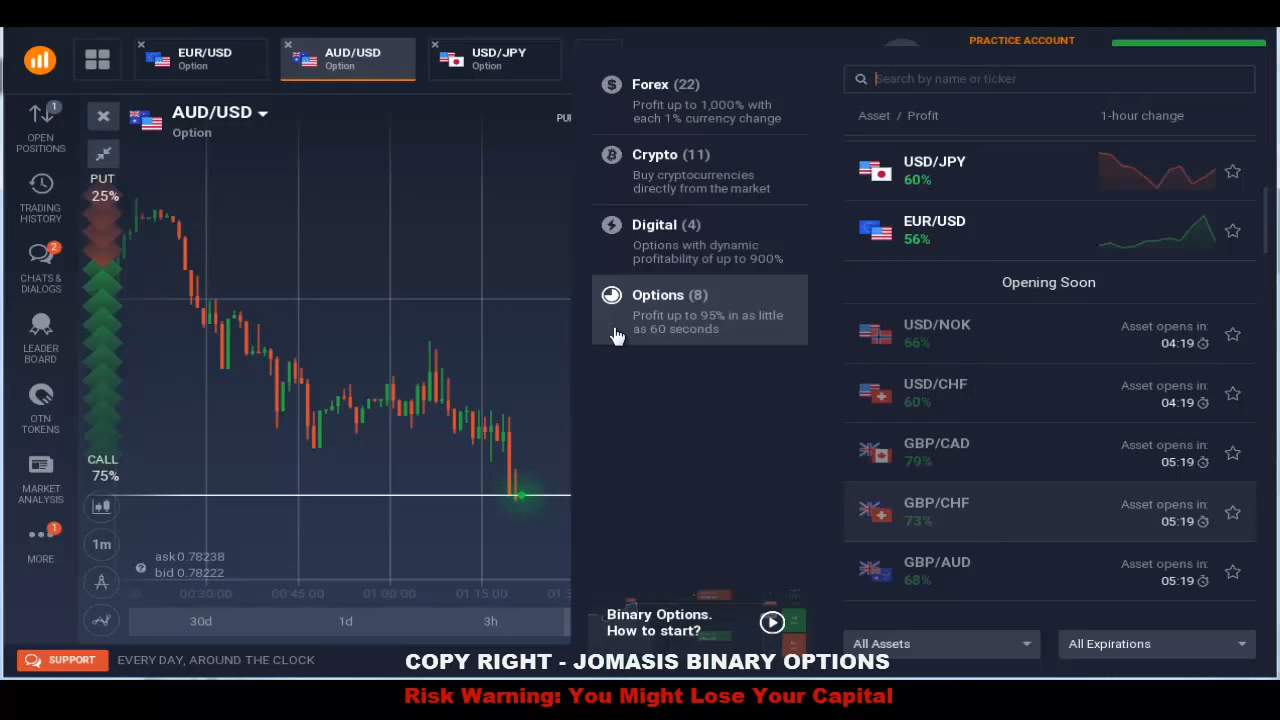 EUR/USD
Option
AUD/USD
Option
USD/JPY
Option
PRACTICE ACCOUNT
OPEN
POSITIONS
1
TRADING
HISTORY
2
CHATS &
DIALOGS
LEADER
BOARD
OTN
TOKENS
MARKET
ANALYSIS
1
MORE
AUD/USD
Option
PUT
25%
CALL
75%
1m
ask 0.78238
bid 0.78222
00:30:00
00:45:00
01:00:00
01:15:00
30d
1d
3h
Forex (22)
Profit up to 1,000% with
each 1% currency change
Crypto (11)
Buy cryptocurrencies
directly from the market
Digital (4)
Options with dynamic
profitability of up to 900%
Options (8)
Profit up to 95% in as little
as 60 seconds
Binary Options.
How to start?
Search by name or ticker
Asset / Profit
1-hour change
USD/JPY
60%
EUR/USD
56%
Opening Soon
USD/NOK
66%
Asset opens in:
04:19
USD/CHF
60%
Asset opens in:
04:19
GBP/CAD
79%
Asset opens in:
05:19
GBP/CHF
73%
Asset opens in:
05:19
GBP/AUD
68%
Asset opens in:
05:19
All Assets
All Expirations
SUPPORT
EVERY DAY, AROUND THE CLOCK
COPY RIGHT - JOMASIS BINARY OPTIONS
Risk Warning: You Might Lose Your Capital